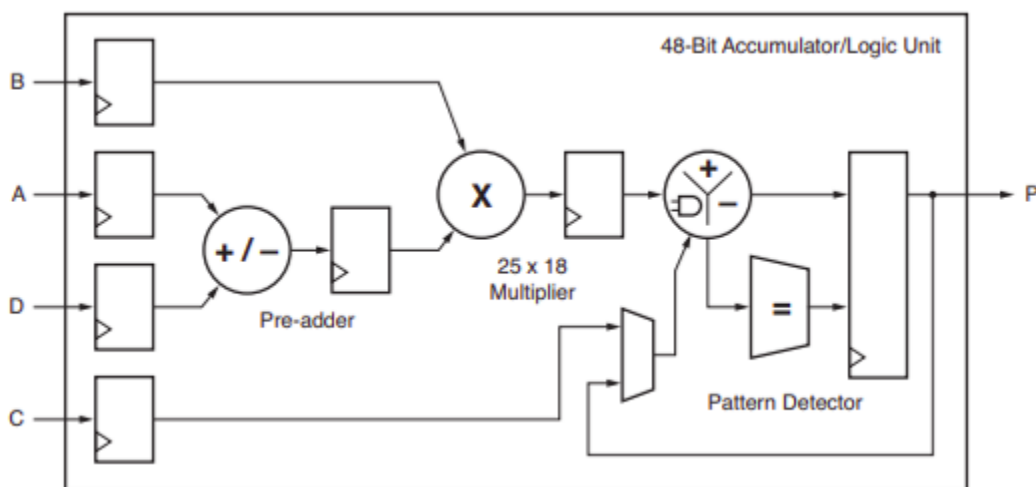 48-Bit Accumulator/Logic Unit
B
A
D
C
+ / −
Pre-adder
X
25 x 18
Multiplier
+
−
=
Pattern Detector
P